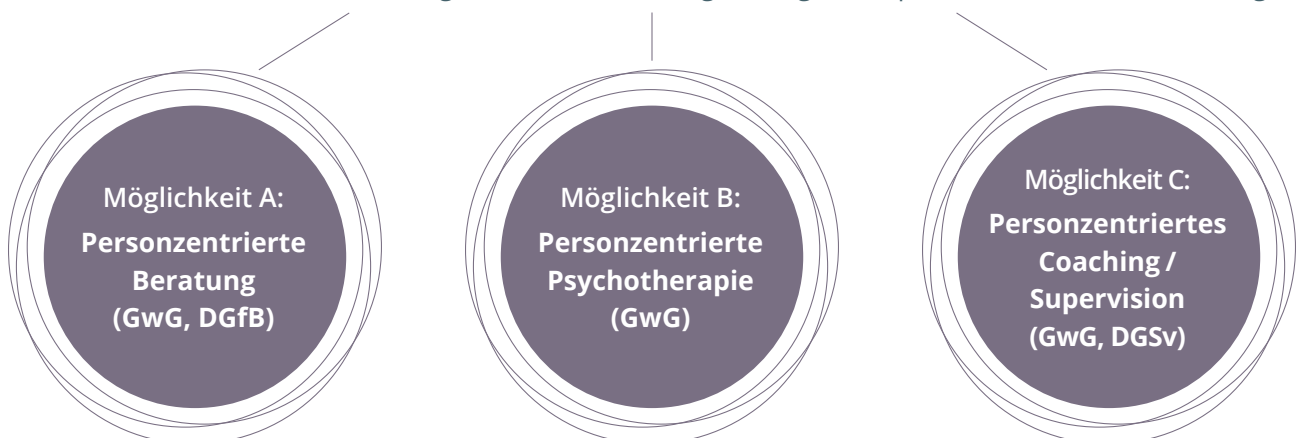 Möglichkeit A:
Personzentrierte
Beratung
(GwG, DGfB)
Möglichkeit B:
Personzentrierte
Psychotherapie
(GwG)
Möglichkeit C:
Personzentriertes
Coaching /
Supervision
(GwG, DGSv)